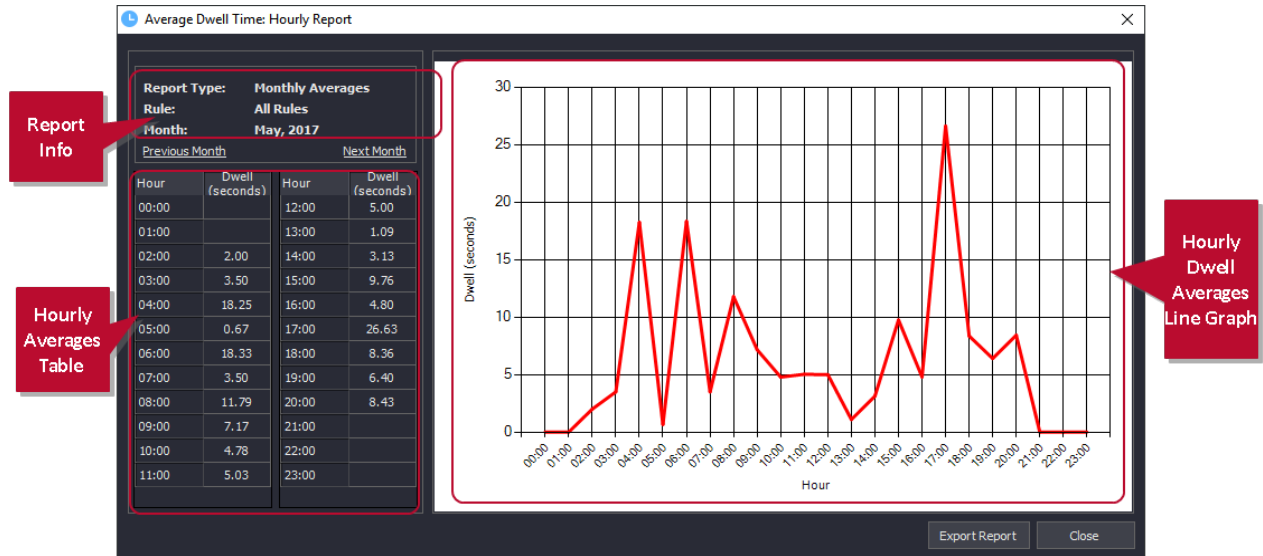 Average Dwell Time: Hourly Report
Report Type: Monthly Averages
Rule: All Rules
Month: May, 2017
Previous Month Next Month
Report
Info
Hour Dwell (seconds) Hour Dwell (seconds)
00:00 12:00 5.00
01:00 13:00 1.09
02:00 2.00 14:00 3.13
03:00 3.50 15:00 9.76
04:00 18.25 16:00 4.80
05:00 0.67 17:00 26.63
06:00 18.33 18:00 8.36
07:00 3.50 19:00 6.40
08:00 11.79 20:00 8.43
09:00 7.17 21:00
10:00 4.78 22:00
11:00 5.03 23:00
Hourly
Averages
Table
30
25
20
15
10
5
0
Dwell (seconds)
00:00 01:00 02:00 03:00 04:00 05:00 06:00 07:00 08:00 09:00 10:00 11:00 12:00 13:00 14:00 15:00 16:00 17:00 18:00 19:00 20:00 21:00 22:00 23:00
Hour
Hourly
Dwell
Averages
Line Graph
Export Report Close